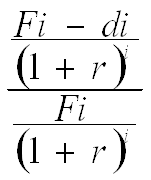 Fi - di
(1 + r)^i
Fi
(1 + r)^i